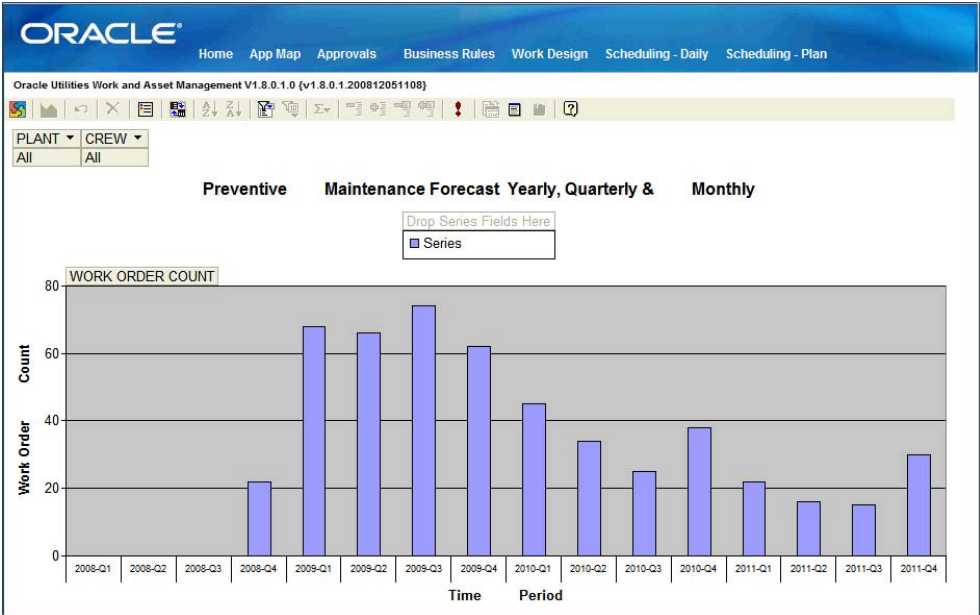 ORACLE
Home App Map Approvals Business Rules Work Design Scheduling - Daily Scheduling - Plan
Oracle Utilities Work and Asset Management V1.8.0.1.0 {v1.8.0.1.200812051108}
PLANT CREW
All All
Preventive Maintenance Forecast Yearly, Quarterly & Monthly
Drop Series Fields Here
Series
WORK ORDER COUNT
80
60
40
20
0
Work Order Count
2008-Q1 2008-Q2 2008-Q3 2008-Q4 2009-Q1 2009-Q2 2009-Q3 2009-Q4 2010-Q1 2010-Q2 2010-Q3 2010-Q4 2011-Q1 2011-Q2 2011-Q3 2011-Q4
Time Period